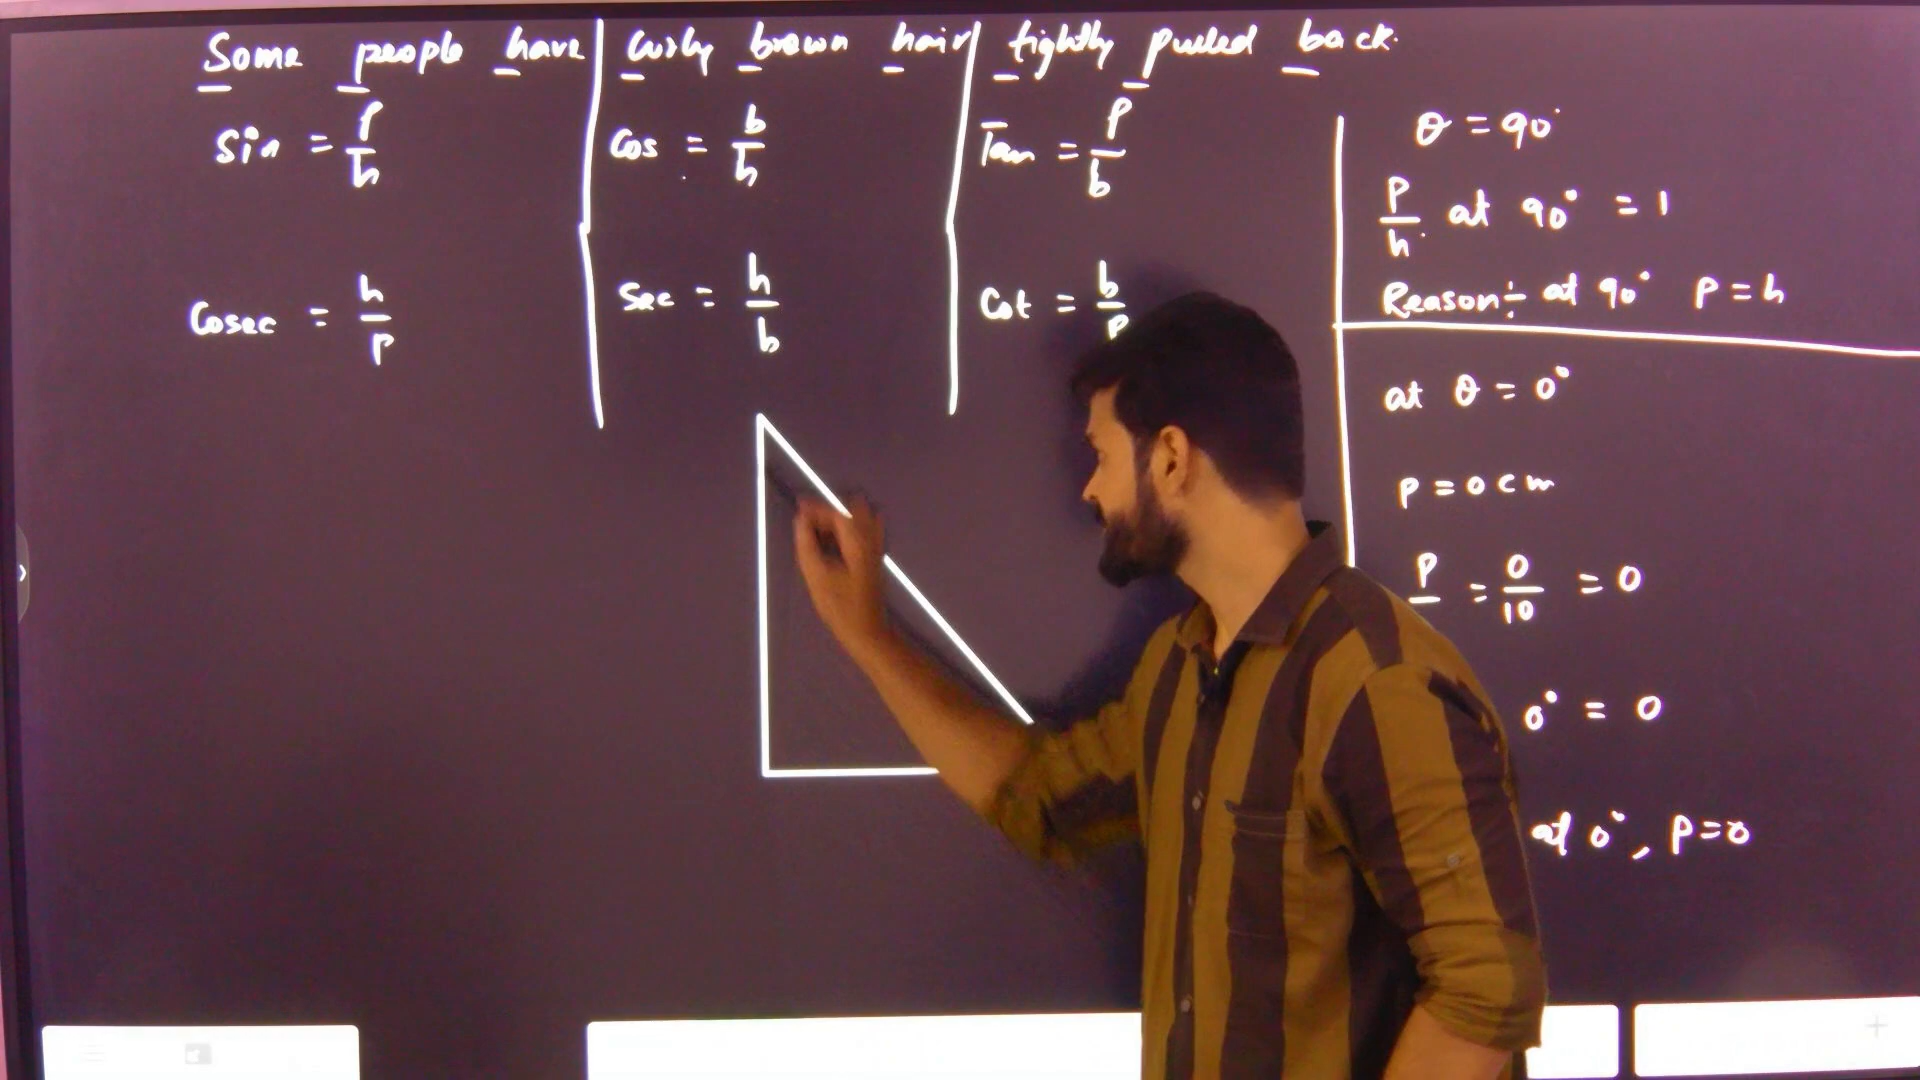 Some people have curly brown hair tightly pulled back.
Sin = P/h
Cos = b/h
Tan = P/b
Cosec = h/P
Sec = h/b
Cot = b/P
θ = 90°
P/h at 90° = 1
Reason:- at 90° P = h
at θ = 0°
P = 0 cm
P = 0/10 = 0
0° = 0
at 0°, P = 0